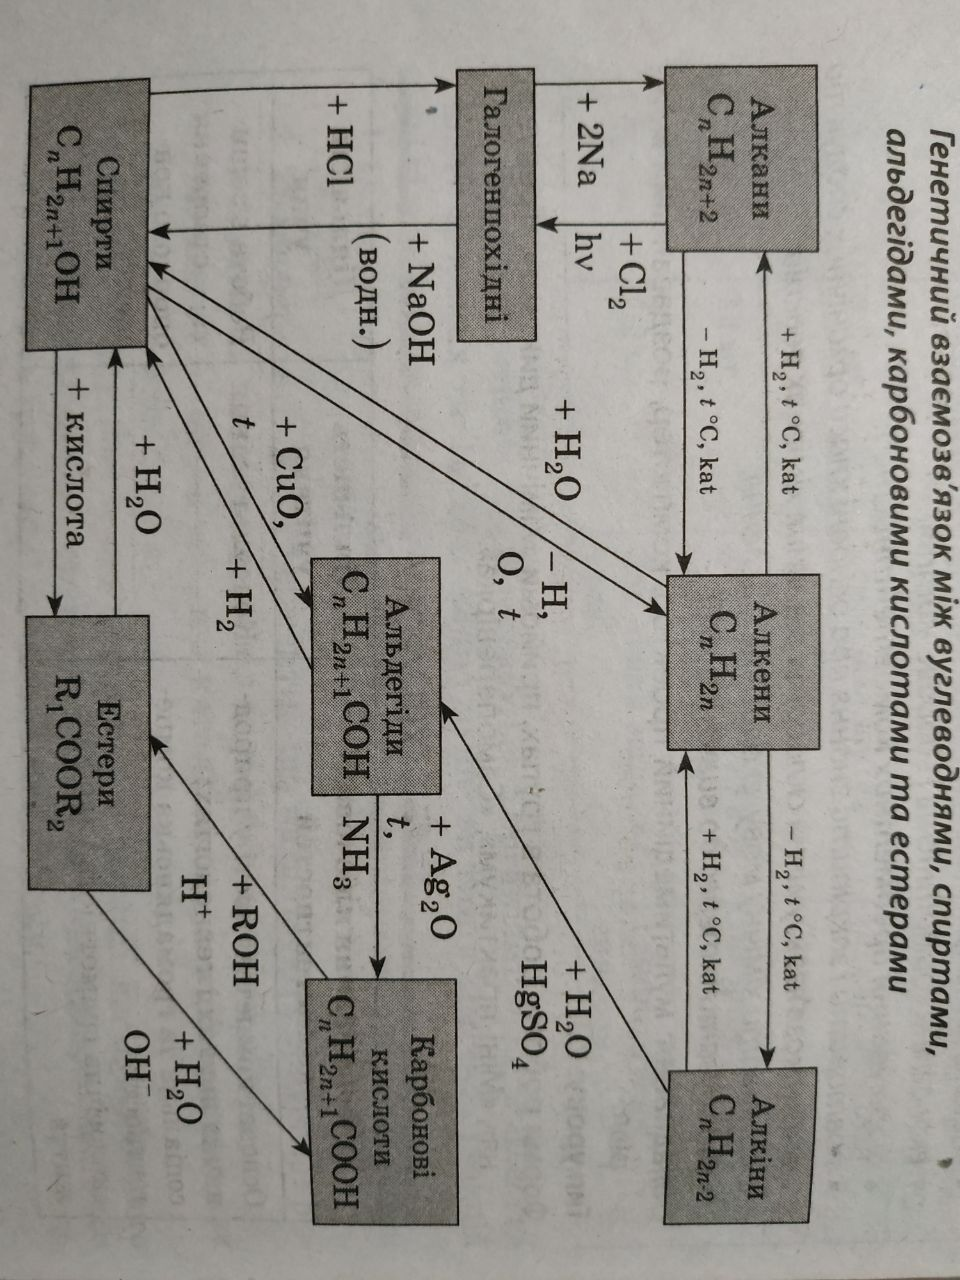 Генетичний взаємозв'язок між вуглеводнями, спиртами,
альдегідами, карбоновими кислотами та естерами
Алкани
CₙH₂ₙ₊₂
+ H₂, t °C, kat
– H₂, t °C, kat
Алкени
CₙH₂ₙ
– H₂, t °C, kat
+ H₂, t °C, kat
Алкіни
CₙH₂ₙ₋₂
+ 2Na
+Cl₂
hν
Галогенпохідні
+ H₂O
– H,
O, t
+ H₂O
HgSO₄
+ HCl
+ NaOH
(водн.)
Альдегіди
CₙH₂ₙ₊₁COH
+ Ag₂O
t,
NH₃
Карбонові
кислоти
CₙH₂ₙ₊₁COOH
+ CuO,
t
+ H₂
+ ROH
H⁺
Спирти
CₙH₂ₙ₊₁OH
+ H₂O
+ кислота
Естери
R₁COOR₂
+ H₂O
OH⁻